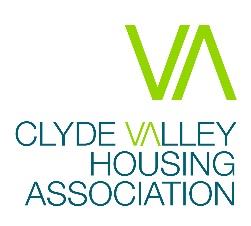 VA
CLYDE VALLEY
HOUSING
ASSOCIATION